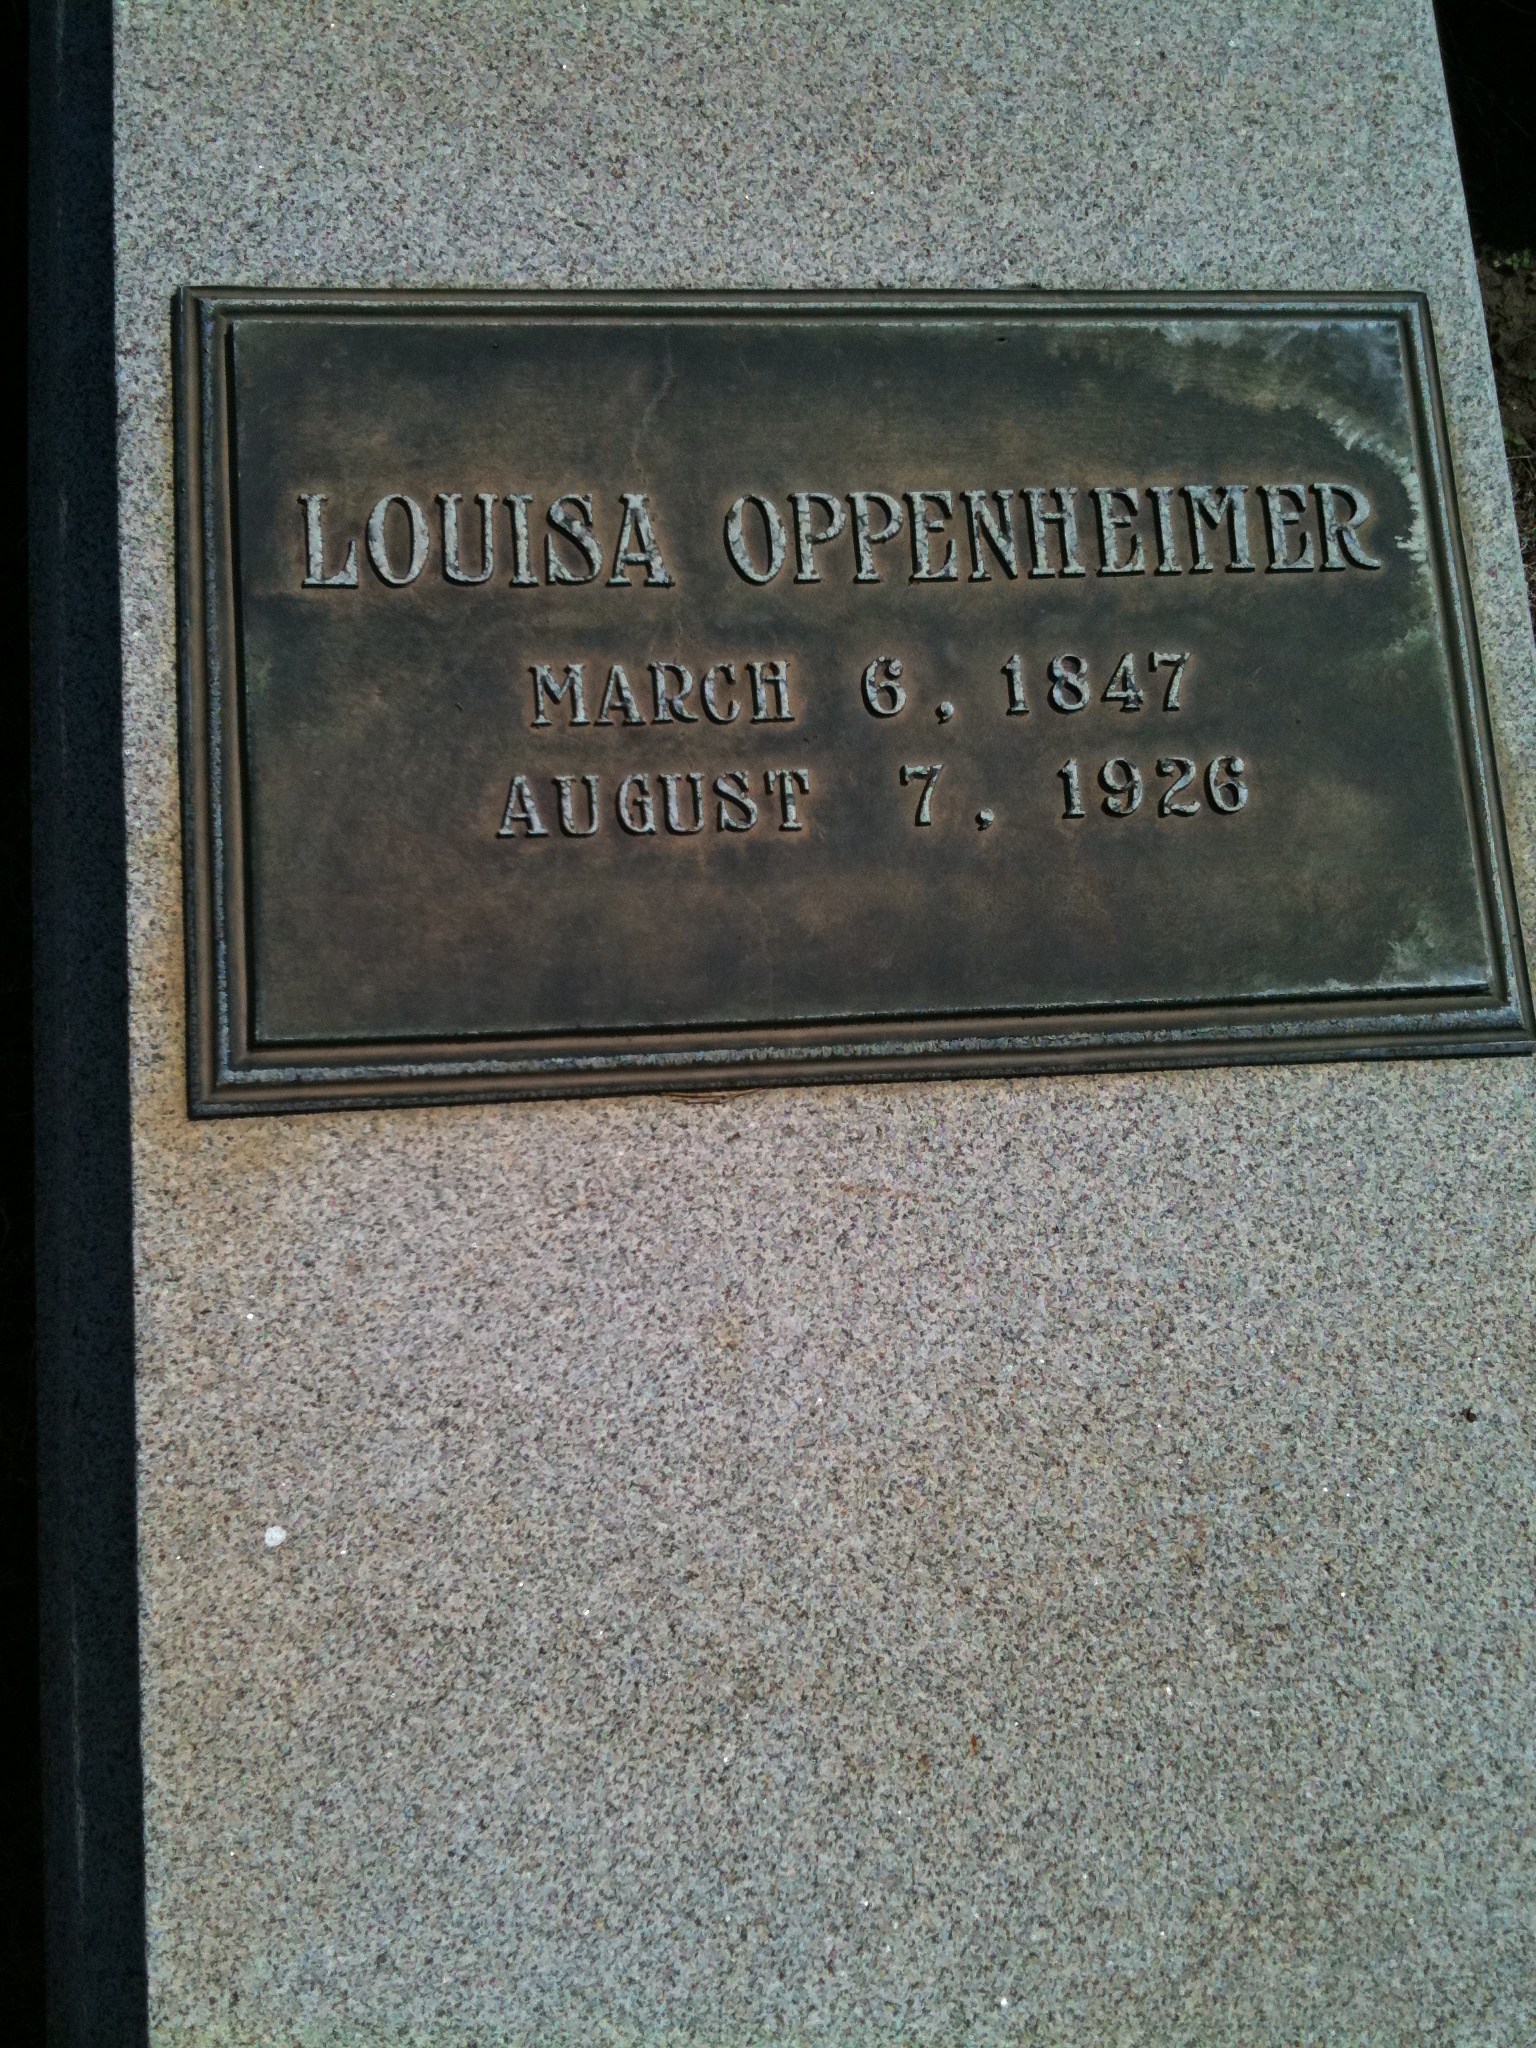 LOUISA OPPENHEIMER
MARCH 6, 1847
AUGUST 7, 1926